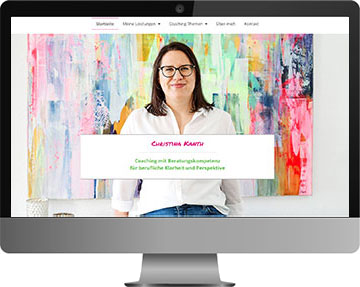 Startseite Meine Leistungen Coaching Themen Über mich Kontakt
Christina Kanth
Coaching mit Beratungskompetenz
für berufliche Klarheit und Perspektive